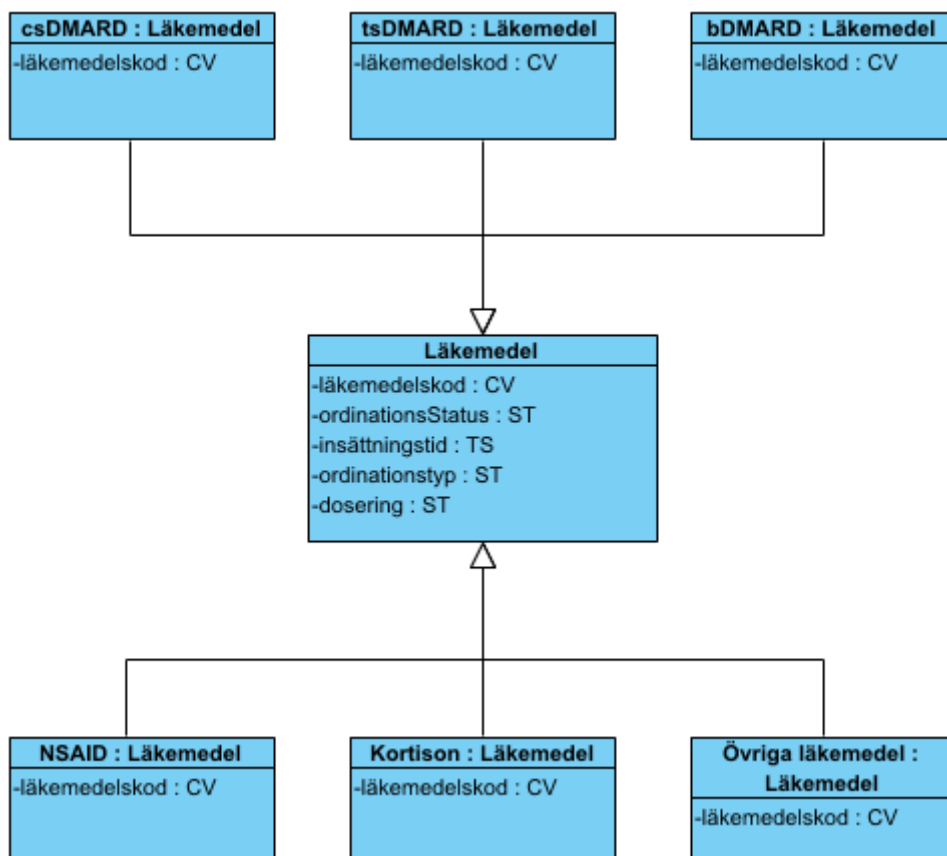 csDMARD : Läkemedel
-läkemedelskod : CV
tsDMARD : Läkemedel
-läkemedelskod : CV
bDMARD : Läkemedel
-läkemedelskod : CV
Läkemedel
-läkemedelskod : CV
-ordinationsStatus : ST
-insättningstid : TS
-ordinationstyp : ST
-dosering : ST
NSAID : Läkemedel
-läkemedelskod : CV
Kortison : Läkemedel
-läkemedelskod : CV
Övriga läkemedel :
Läkemedel
-läkemedelskod : CV